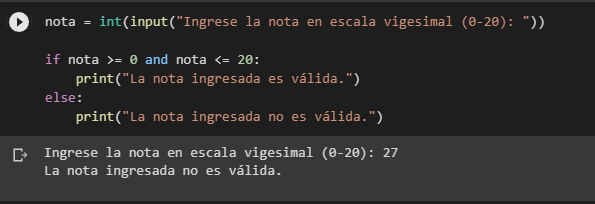 nota = int(input("Ingrese la nota en escala vigesimal (0-20): "))
if nota >= 0 and nota <= 20:
    print("La nota ingresada es válida.")
else:
    print("La nota ingresada no es válida.")
Ingrese la nota en escala vigesimal (0-20): 27
La nota ingresada no es válida.